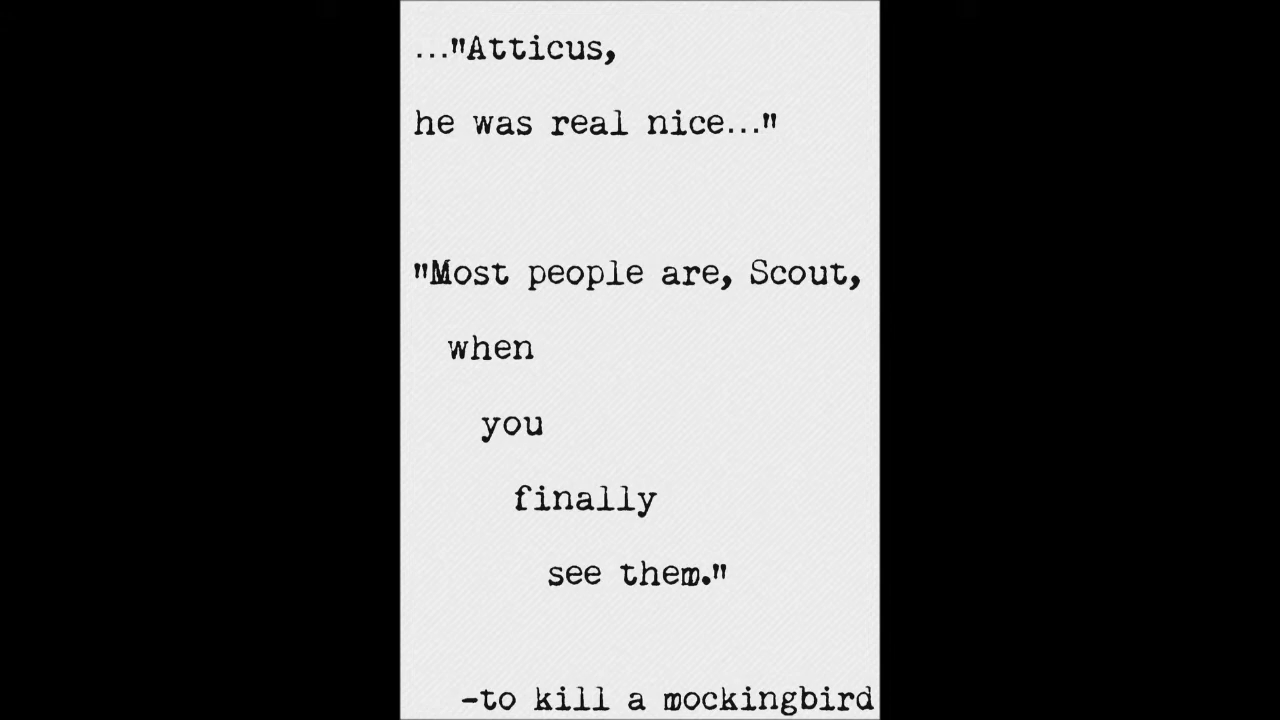 ..."Atticus,
he was real nice..."
"Most people are, Scout,
when
you
finally
see them."
-to kill a mockingbird